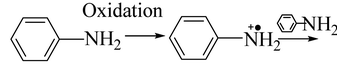 Oxidation
NH₂ NH₂ NH₂
+•